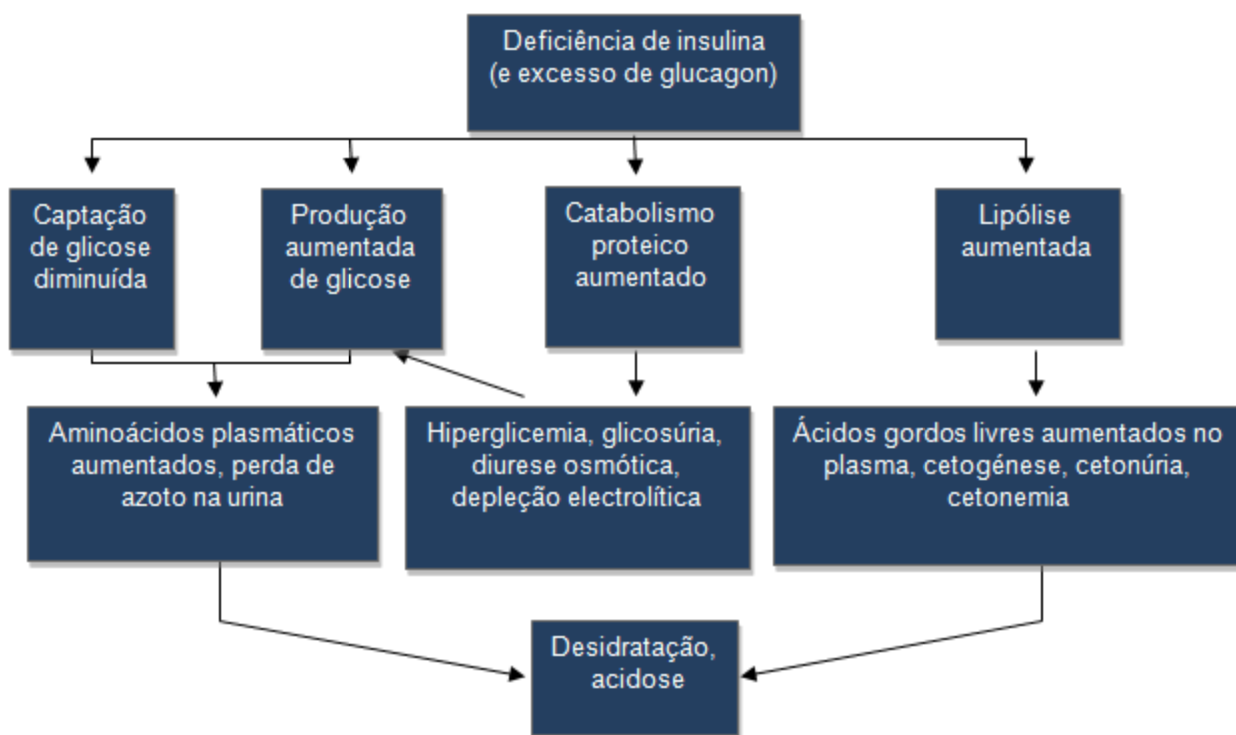 Deficiência de insulina
(e excesso de glucagon)
Captação
de glicose
diminuída
Produção
aumentada
de glicose
Catabolismo
proteico
aumentado
Lipólise
aumentada
Aminoácidos plasmáticos
aumentados, perda de
azoto na urina
Hiperglicemia, glicosúria,
diurese osmótica,
depleção electrolítica
Ácidos gordos livres aumentados no
plasma, cetogénese, cetonúria,
cetonemia
Desidratação,
acidose